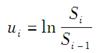 u_i = ln S_i / S_{i-1}